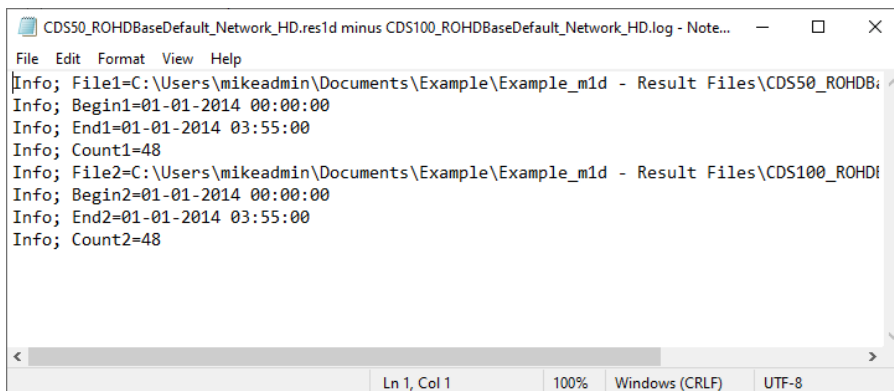 CDS50_ROHDBaseDefault_Network_HD.res1d minus CDS100_ROHDBaseDefault_Network_HD.log - Note...
File Edit Format View Help
Info; File1=C:\Users\mikeadmin\Documents\Example\Example_m1d - Result Files\CDS50_ROHDBa
Info; Begin1=01-01-2014 00:00:00
Info; End1=01-01-2014 03:55:00
Info; Count1=48
Info; File2=C:\Users\mikeadmin\Documents\Example\Example_m1d - Result Files\CDS100_ROHD
Info; Begin2=01-01-2014 00:00:00
Info; End2=01-01-2014 03:55:00
Info; Count2=48
Ln 1, Col 1 100% Windows (CRLF) UTF-8